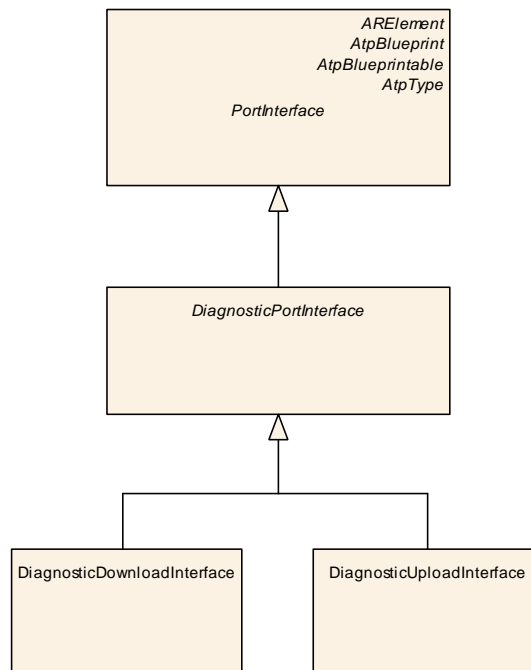 ARElement
AtpBlueprint
AtpBlueprintable
AtpType
PortInterface
DiagnosticPortInterface
DiagnosticDownloadInterface
DiagnosticUploadInterface